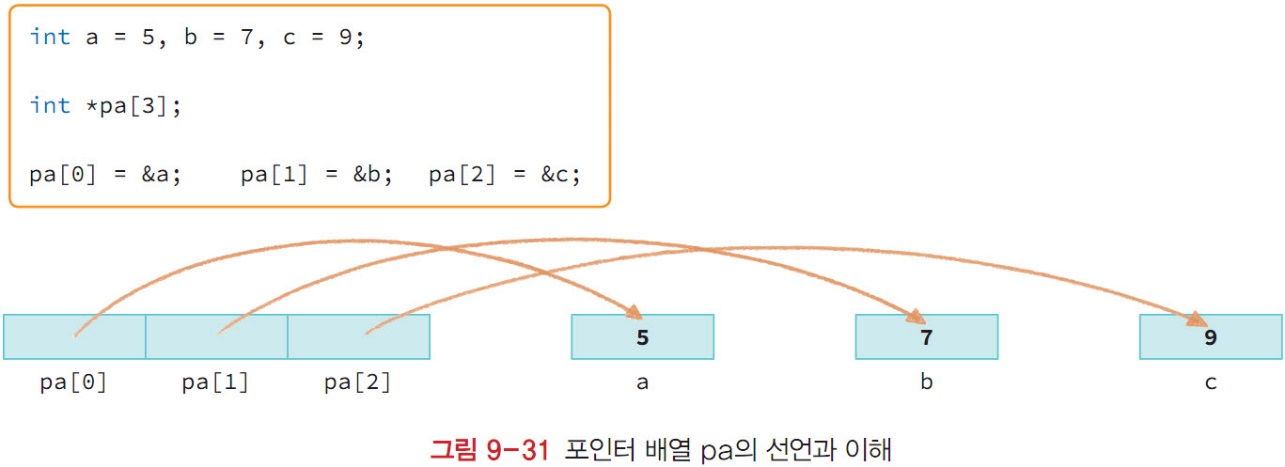 int a = 5, b = 7, c = 9;
int *pa[3];
pa[0] = &a; pa[1] = &b; pa[2] = &c;
5 7 9
pa[0] pa[1] pa[2] a b c
그림 9-31 포인터 배열 pa의 선언과 이해